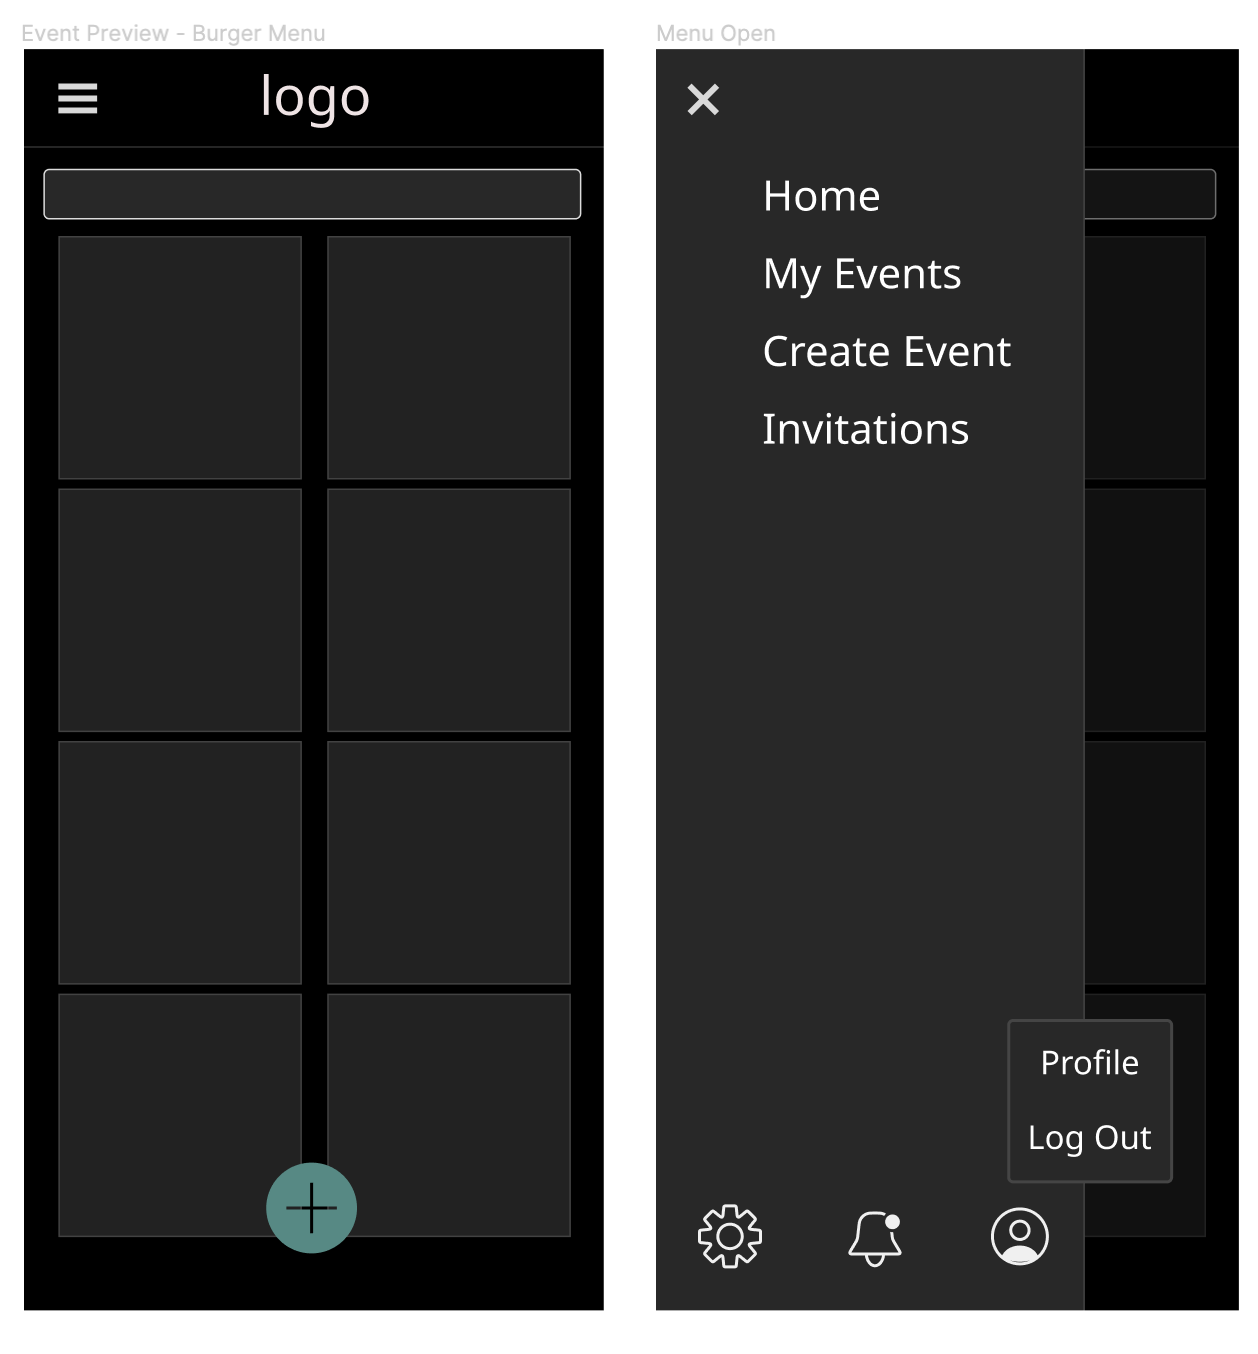 Event Preview - Burger Menu
logo
Menu Open
Home
My Events
Create Event
Invitations
Profile
Log Out